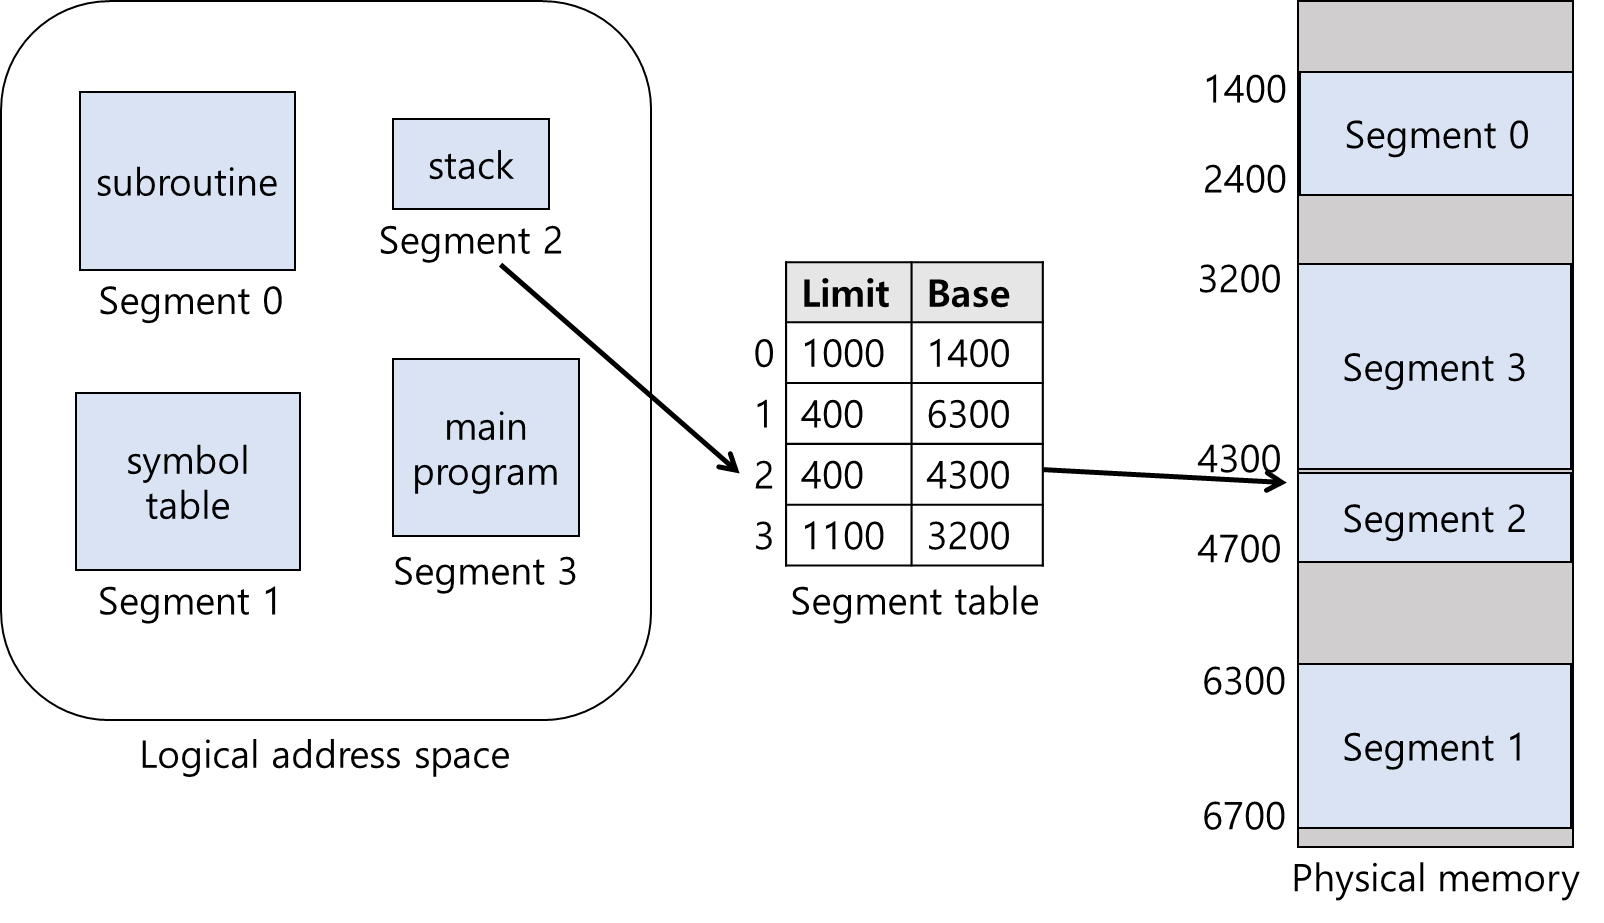 subroutine
Segment 0
stack
Segment 2
symbol
table
Segment 1
main
program
Segment 3
Logical address space
Limit Base
0 1000 1400
1 400 6300
2 400 4300
3 1100 3200
Segment table
1400
Segment 0
2400
3200
Segment 3
4300
Segment 2
4700
6300
Segment 1
6700
Physical memory